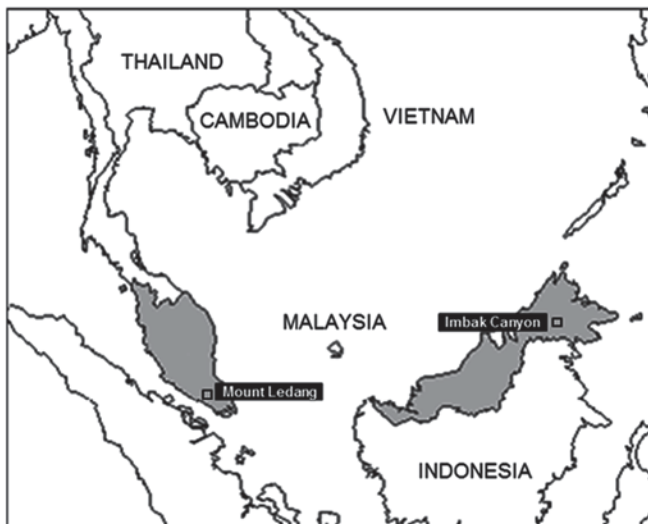 THAILAND
CAMBODIA
VIETNAM
MALAYSIA
Imbak Canyon
Mount Ledang
INDONESIA